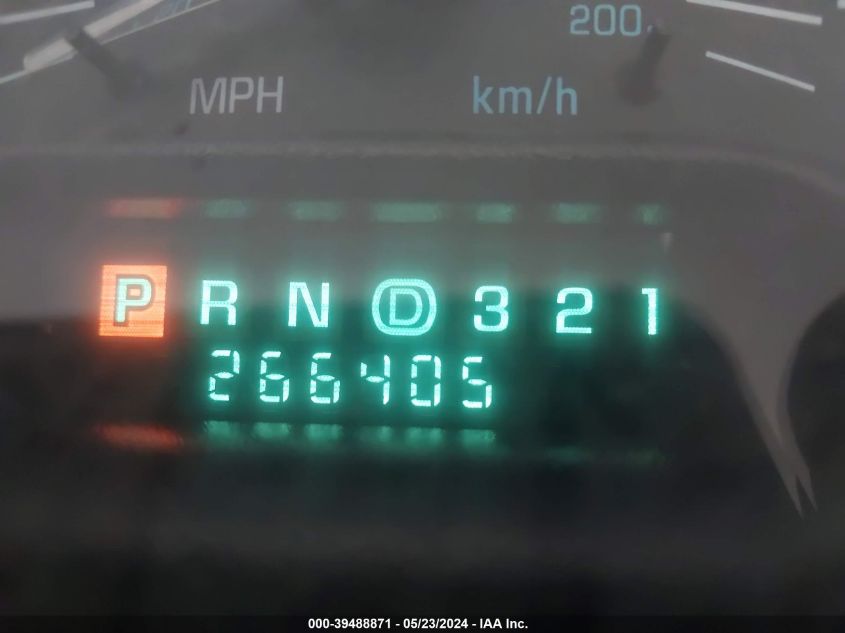 200
MPH km/h
P R N D 3 2 1
266405
000-39488871 - 05/23/2024 - IAA Inc.